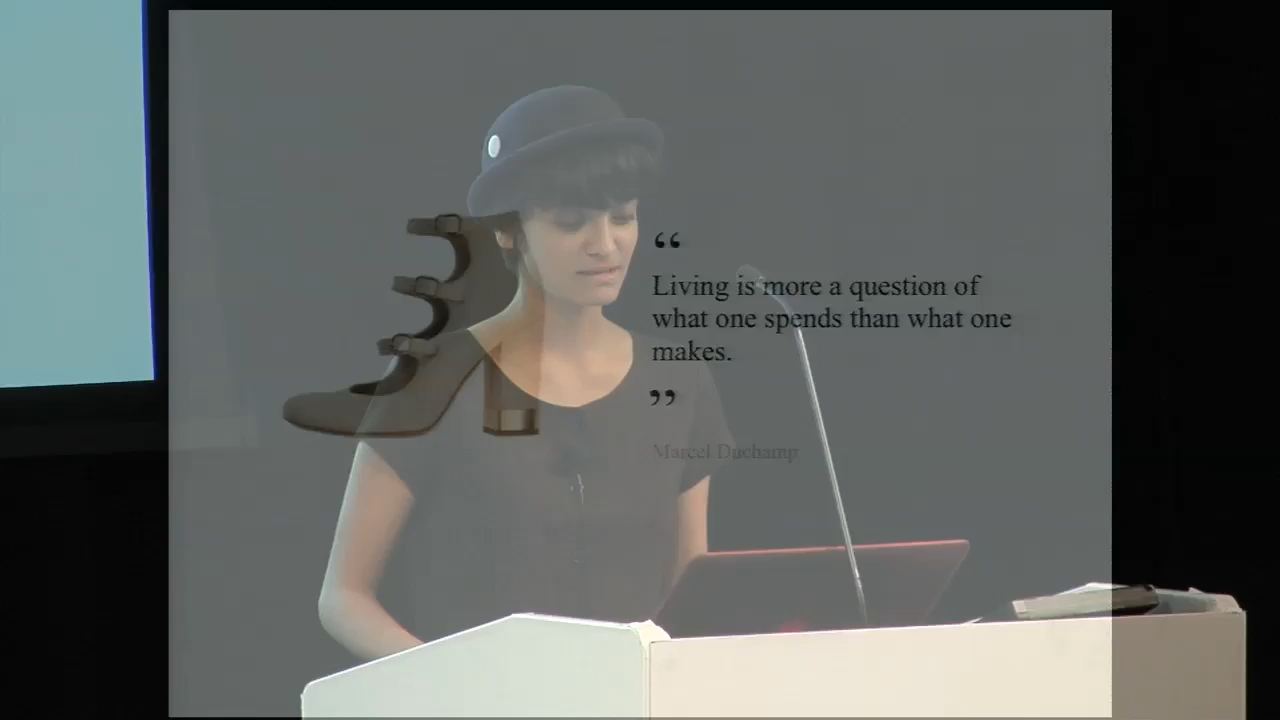 “
Living is more a question of
what one spends than what one
makes.
”
Marcel Duchamp